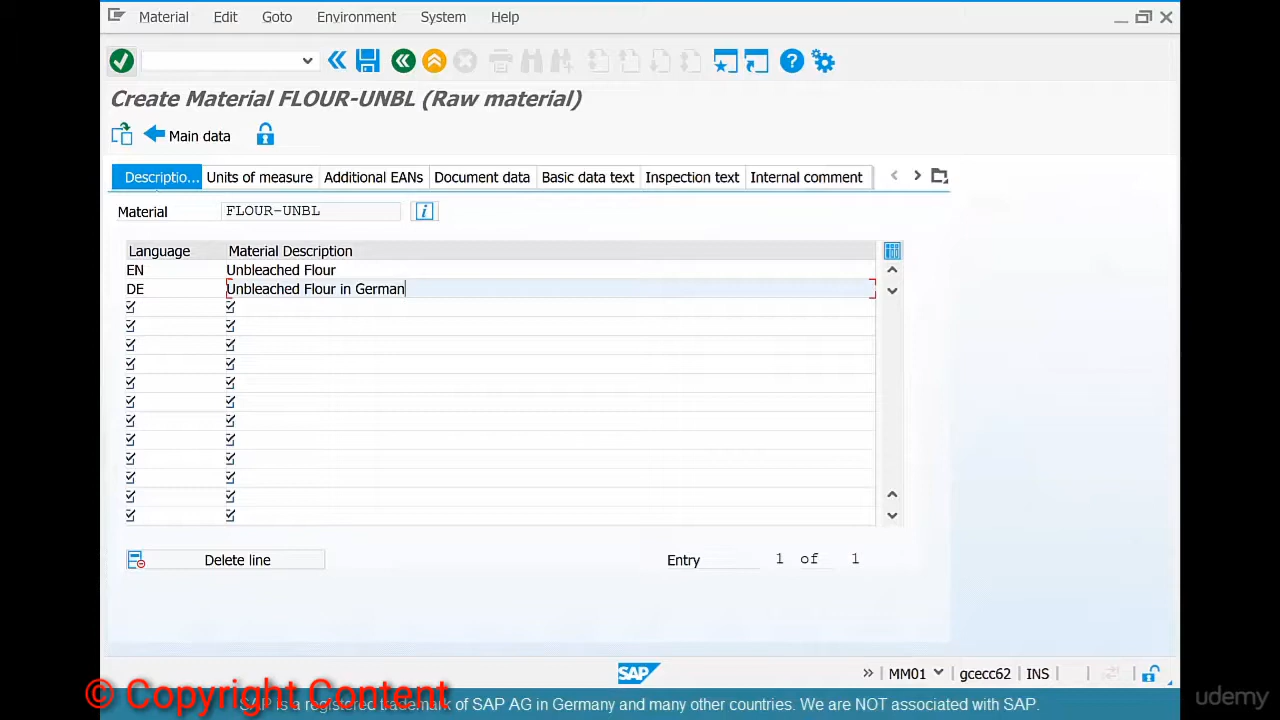 Material Edit Goto Environment System Help
Create Material FLOUR-UNBL (Raw material)
Main data
Descriptio... Units of measure Additional EANs Document data Basic data text Inspection text Internal comment
Material FLOUR-UNBL
Language Material Description
EN Unbleached Flour
DE Unbleached Flour in German
Delete line Entry 1 of 1
SAP » MM01 gcecc62 INS
© Copyright Content
SAP is a registered trademark of SAP AG in Germany and many other countries. We are NOT associated with SAP.
udemy